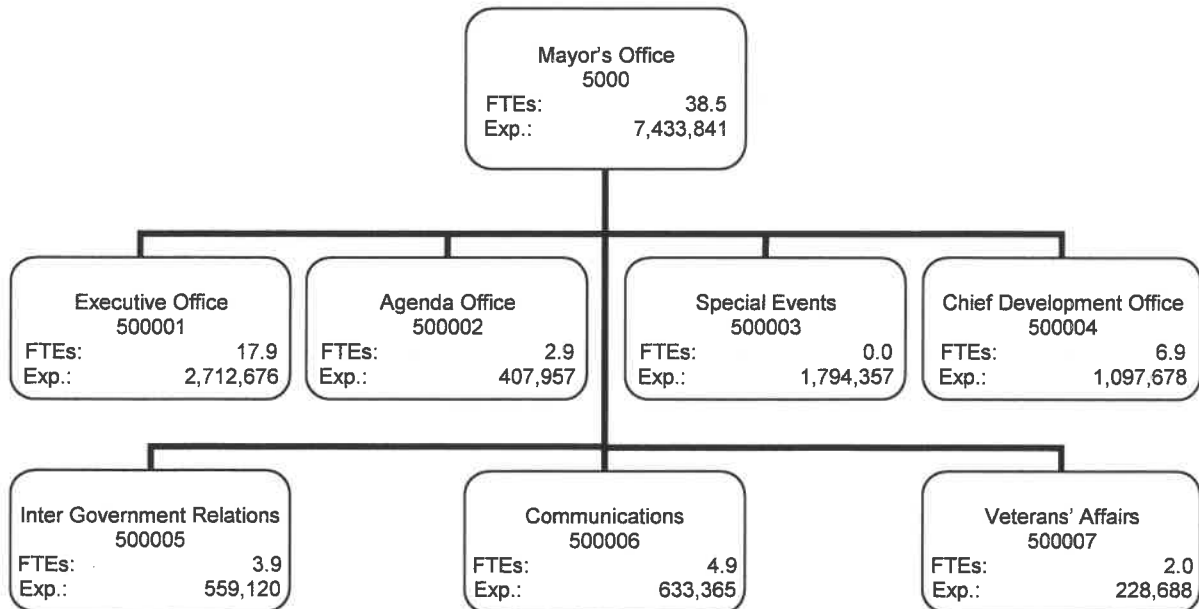 Mayor's Office
5000
FTEs: 38.5
Exp.: 7,433,841
Executive Office
500001
FTEs: 17.9
Exp.: 2,712,676
Agenda Office
500002
FTEs: 2.9
Exp.: 407,957
Special Events
500003
FTEs: 0.0
Exp.: 1,794,357
Chief Development Office
500004
FTEs: 6.9
Exp.: 1,097,678
Inter Government Relations
500005
FTEs: 3.9
Exp.: 559,120
Communications
500006
FTEs: 4.9
Exp.: 633,365
Veterans' Affairs
500007
FTEs: 2.0
Exp.: 228,688